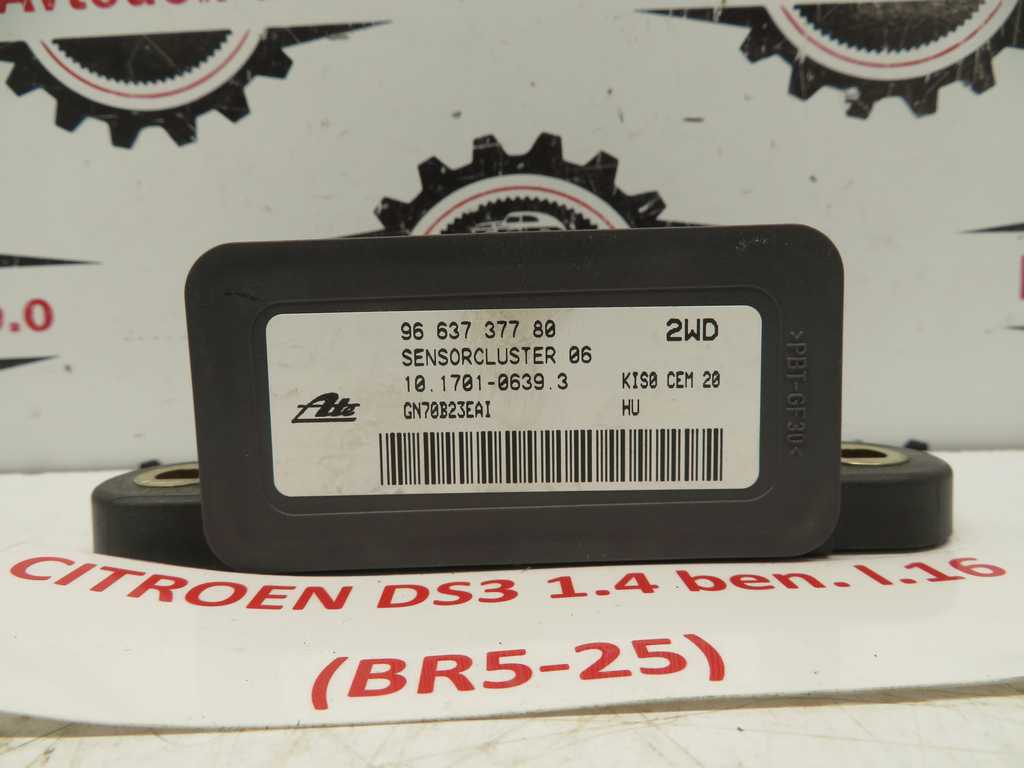 96 637 377 80 2WD
SENSORCLUSTER 06
10.1701-0639.3 KIS0 CEM 20
Ate GN70B23EAI HU
>PBT-GF30<
CITROEN DS3 1.4 ben. l.16
(BR5-25)